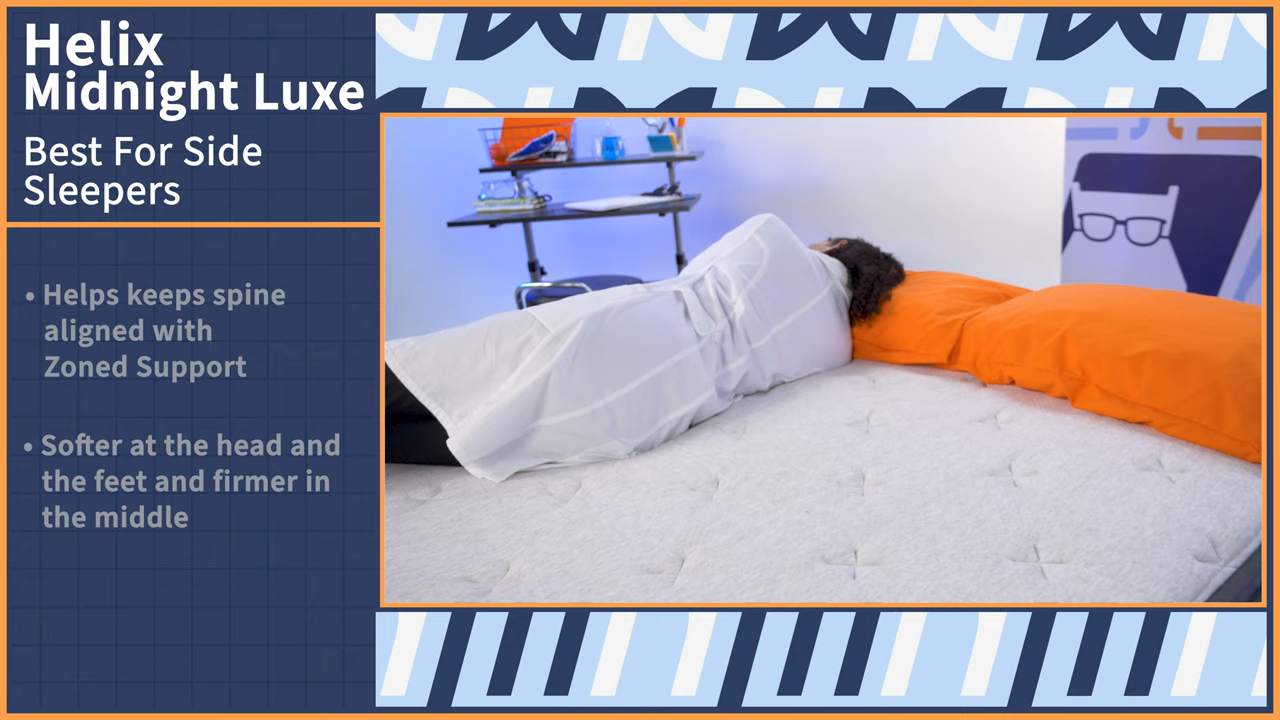 Helix
Midnight Luxe
Best For Side
Sleepers
• Helps keeps spine
aligned with
Zoned Support
• Softer at the head and
the feet and firmer in
the middle